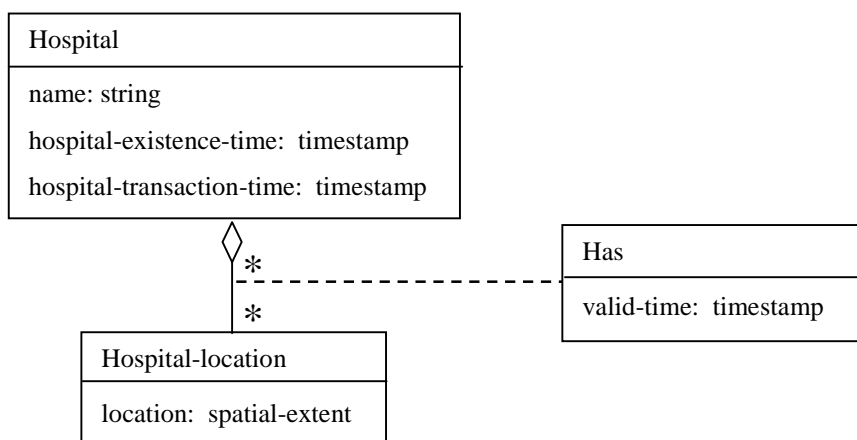 Hospital
name: string
hospital-existence-time: timestamp
hospital-transaction-time: timestamp
*
*
Has
valid-time: timestamp
Hospital-location
location: spatial-extent